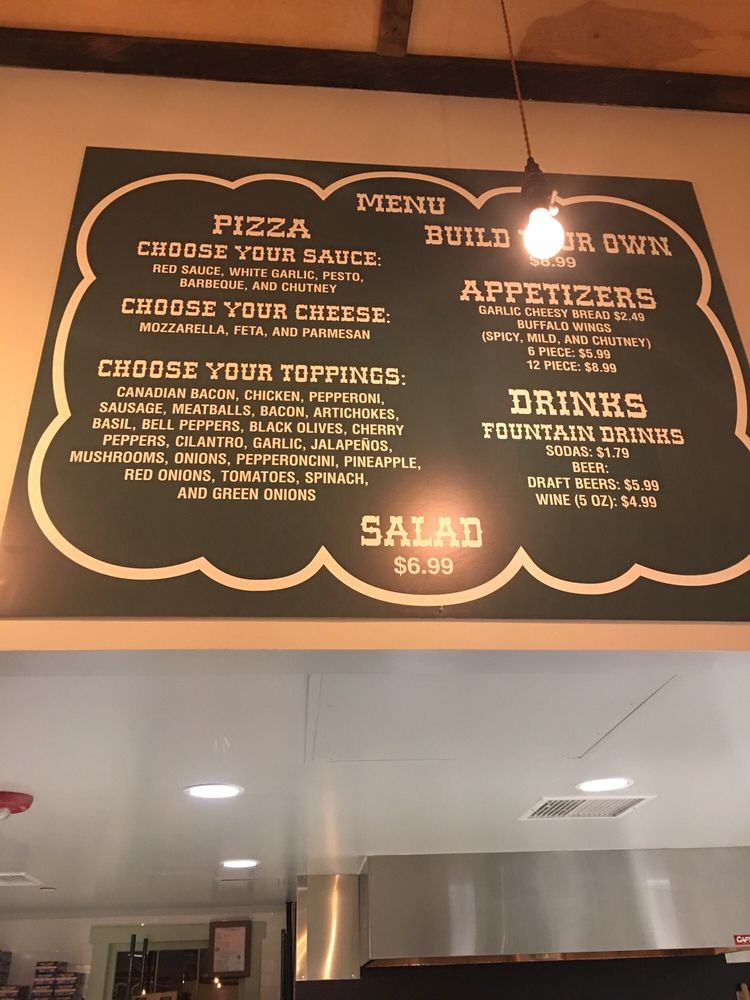 MENU
PIZZA
CHOOSE YOUR SAUCE:
RED SAUCE, WHITE GARLIC, PESTO,
BARBEQUE, AND CHUTNEY
CHOOSE YOUR CHEESE:
MOZZARELLA, FETA, AND PARMESAN
CHOOSE YOUR TOPPINGS:
CANADIAN BACON, CHICKEN, PEPPERONI,
SAUSAGE, MEATBALLS, BACON, ARTICHOKES,
BASIL, BELL PEPPERS, BLACK OLIVES, CHERRY
PEPPERS, CILANTRO, GARLIC, JALAPEÑOS,
MUSHROOMS, ONIONS, PEPPERONCINI, PINEAPPLE,
RED ONIONS, TOMATOES, SPINACH,
AND GREEN ONIONS
BUILD YOUR OWN
APPETIZERS
GARLIC CHEESY BREAD $2.49
BUFFALO WINGS
(SPICY, MILD, AND CHUTNEY)
6 PIECE: $5.99
12 PIECE: $8.99
DRINKS
FOUNTAIN DRINKS
SODAS: $1.79
BEER:
DRAFT BEERS: $5.99
WINE (5 OZ): $4.99
SALAD
$6.99